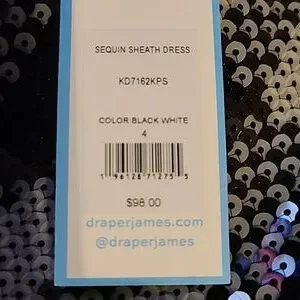 SEQUIN SHEATH DRESS
KD7162KPS
COLOR BLACK WHITE
4
$98.00
draperjames.com
@draperjames